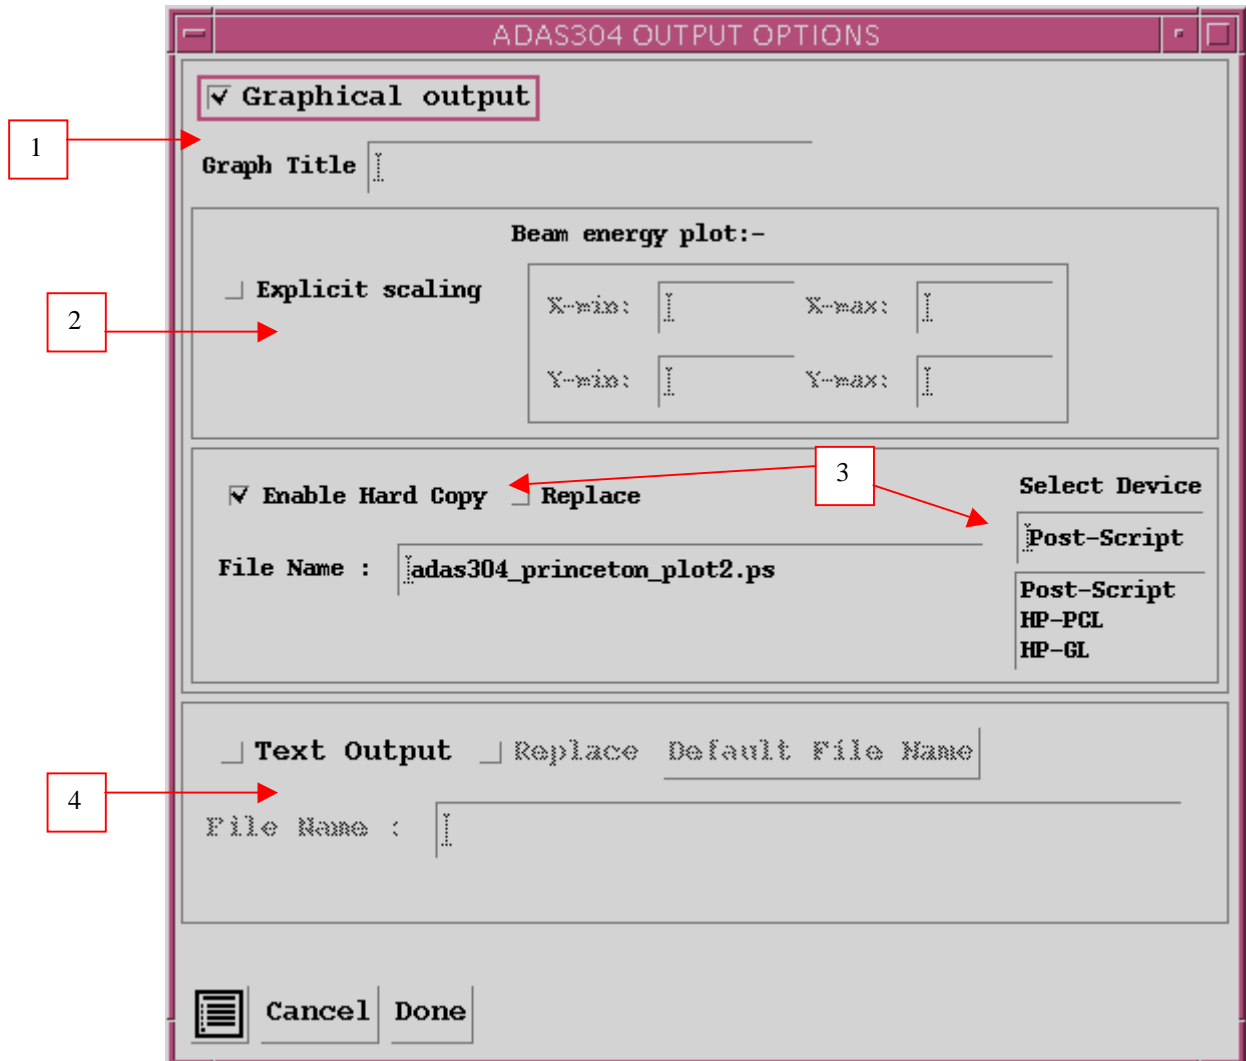 ADAS304 OUTPUT OPTIONS
Graphical output
1
Graph Title
Beam energy plot:-
Explicit scaling
X-min: X-max:
2
Y-min: Y-max:
3
Select Device
Enable Hard Copy Replace
Post-Script
File Name : adas304_princeton_plot2.ps
Post-Script
HP-PCL
HP-GL
Text Output Replace Default File Name
4
File Name :
Cancel Done